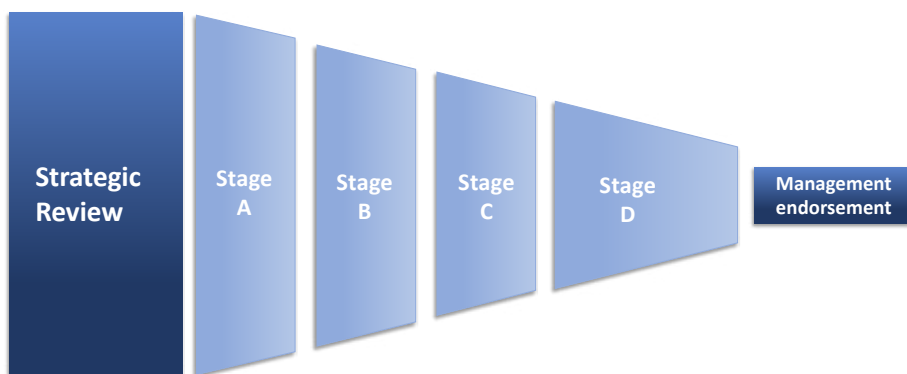 Strategic
Review
Stage
A
Stage
B
Stage
C
Stage
D
Management
endorsement